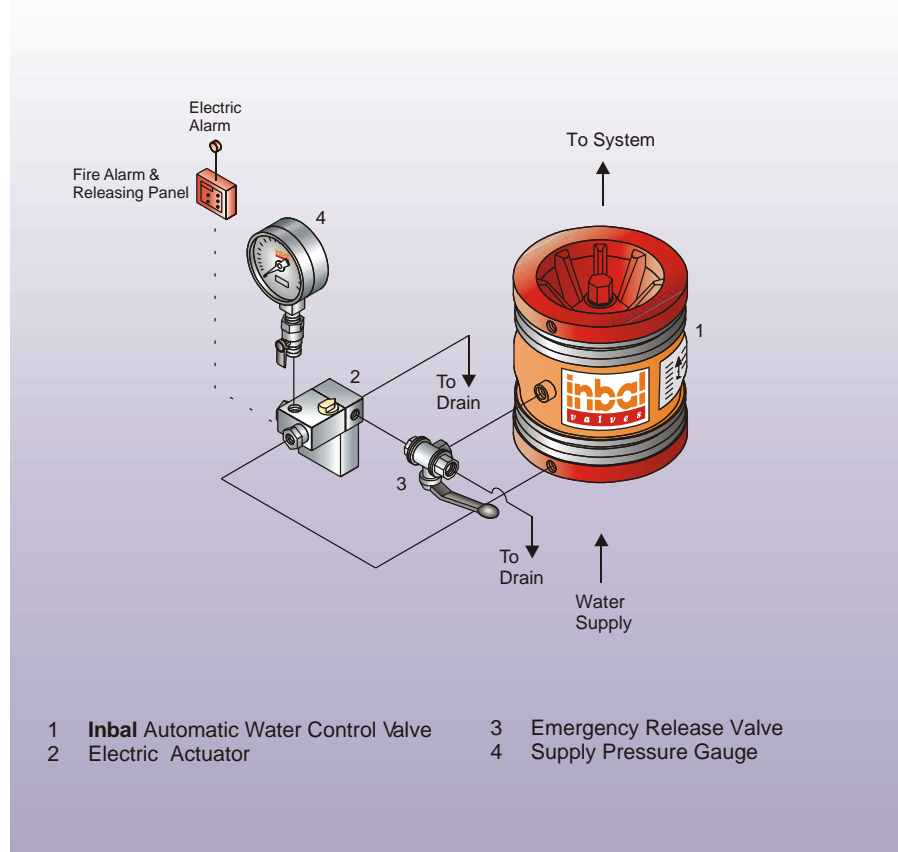 Electric
Alarm
To System
Fire Alarm &
Releasing Panel
4
inbal
1
2
To
Drain
inbal
valves
3
To
Drain
Water
Supply
1 Inbal Automatic Water Control Valve
2 Electric Actuator
3 Emergency Release Valve
4 Supply Pressure Gauge